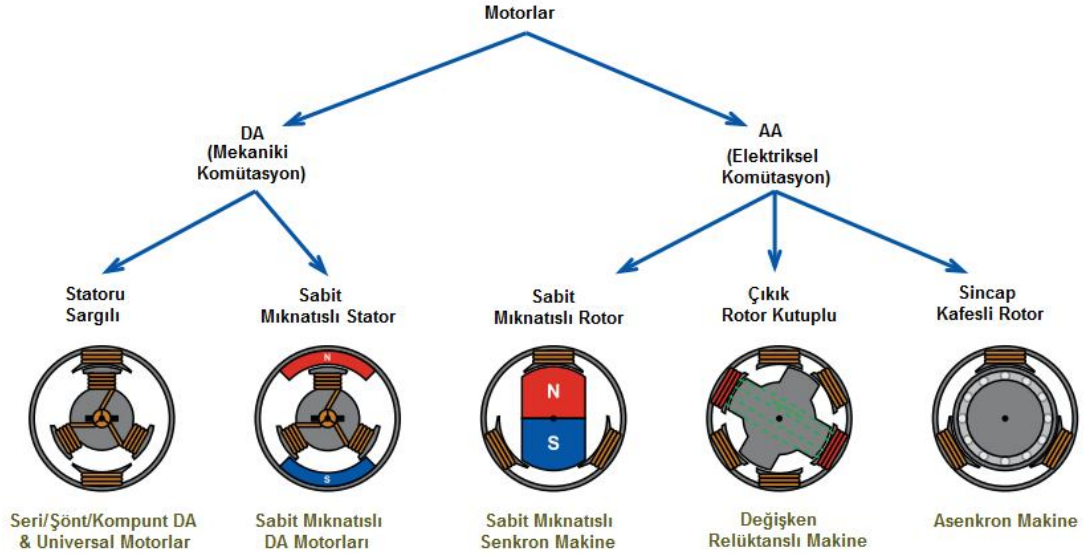 Motorlar
DA
(Mekaniki
Komütasyon)
AA
(Elektriksel
Komütasyon)
Statoru
Sargılı
Sabit
Mıknatıslı Stator
Sabit
Mıknatıslı Rotor
Çıkık
Rotor Kutuplu
Sincap
Kafesli Rotor
N
S
N
S
Seri/Şönt/Kompunt DA
& Universal Motorlar
Sabit Mıknatıslı
DA Motorları
Sabit Mıknatıslı
Senkron Makine
Değişken
Relüktanslı Makine
Asenkron Makine